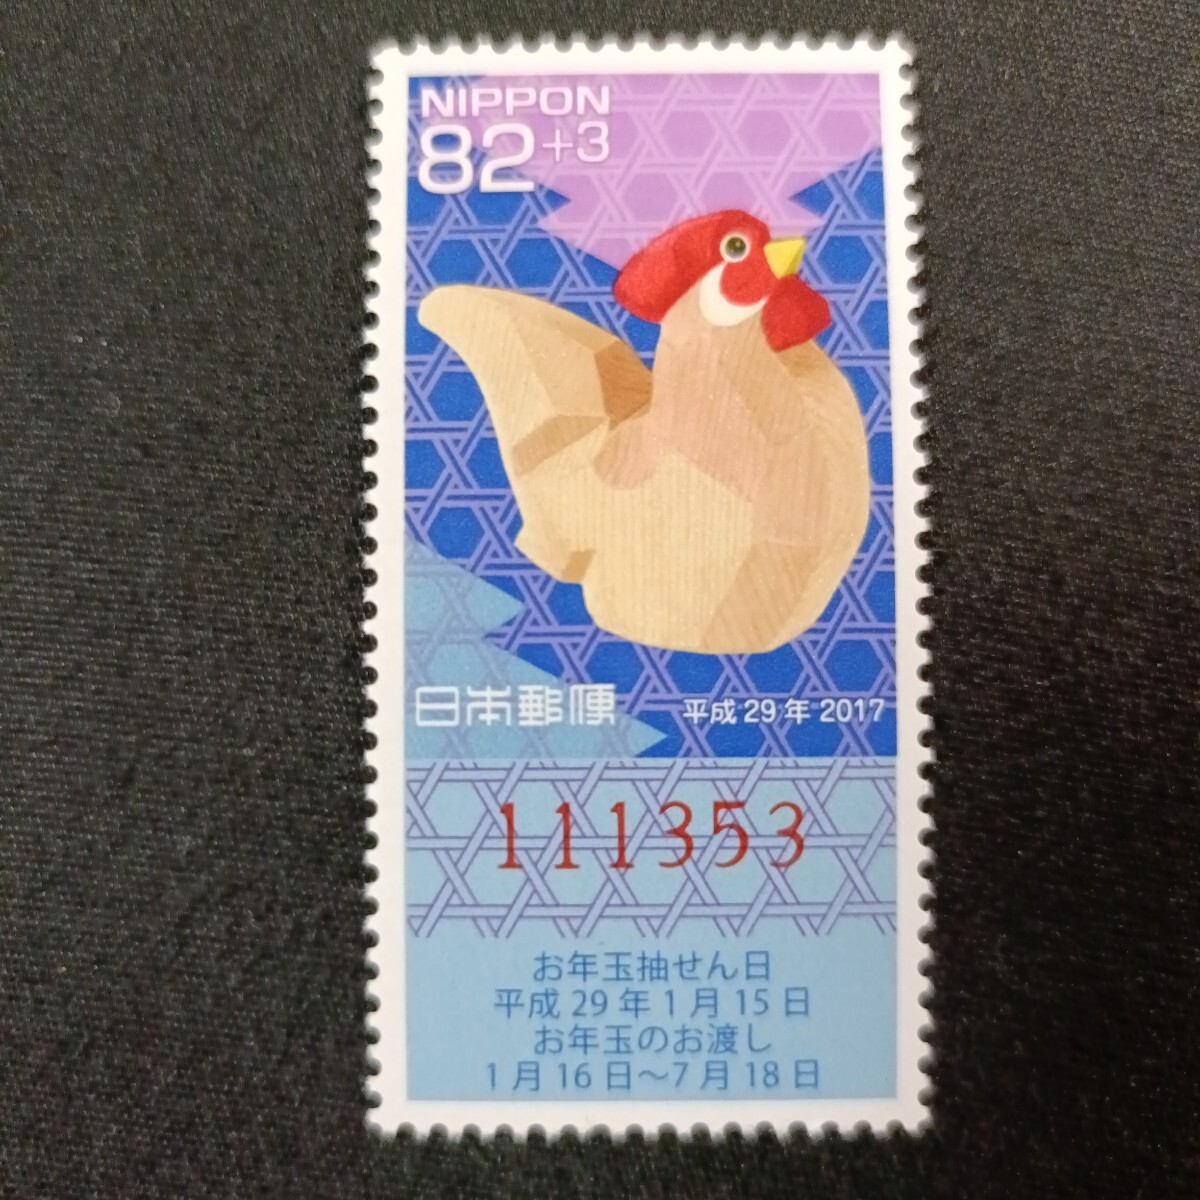 NIPPON
82+3
日本郵便
平成29年 2017
111353
お年玉抽せん日
平成29年1月15日
お年玉のお渡し
1月16日～7月18日